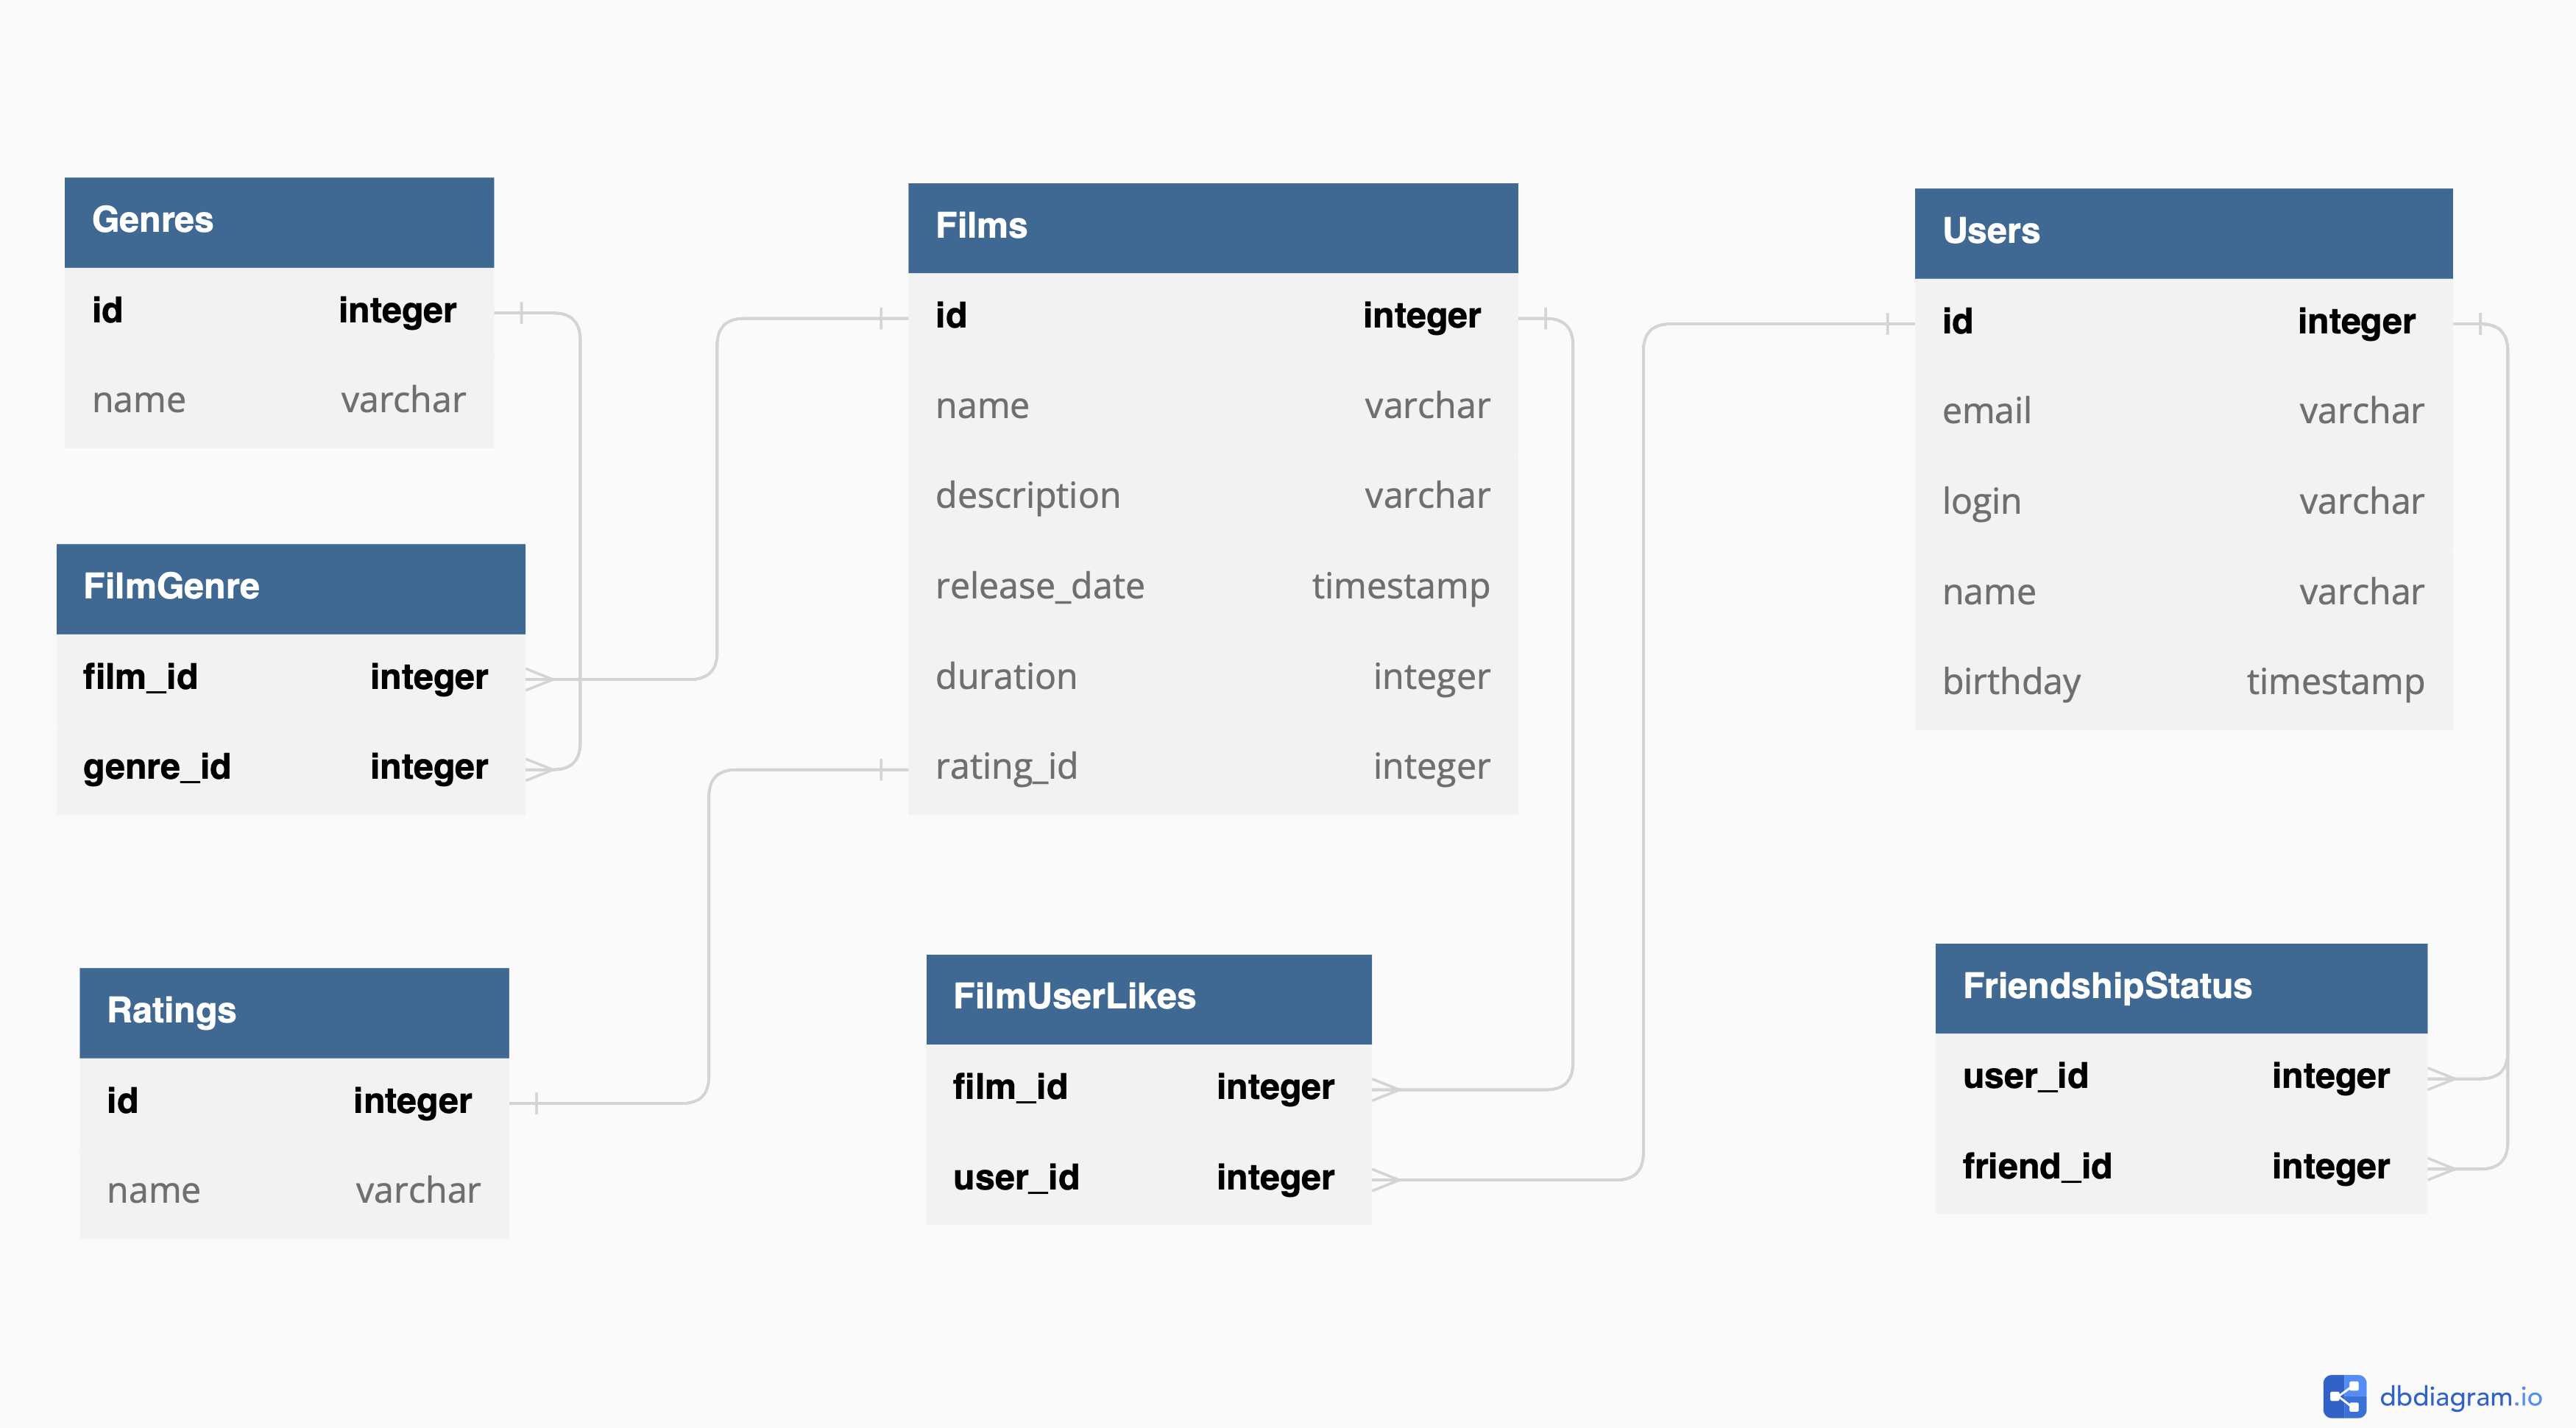 Genres
id integer
name varchar
FilmGenre
film_id integer
genre_id integer
Ratings
id integer
name varchar
Films
id integer
name varchar
description varchar
release_date timestamp
duration integer
rating_id integer
FilmUserLikes
film_id integer
user_id integer
Users
id integer
email varchar
login varchar
name varchar
birthday timestamp
FriendshipStatus
user_id integer
friend_id integer
dbdiagram.io